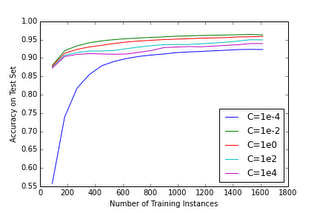 1.00
0.95
0.90
0.85
0.80
0.75
0.70
0.65
0.60
0.55
Accuracy on Test Set
C=1e-4
C=1e-2
C=1e0
C=1e2
C=1e4
0 200 400 600 800 1000 1200 1400 1600 1800
Number of Training Instances